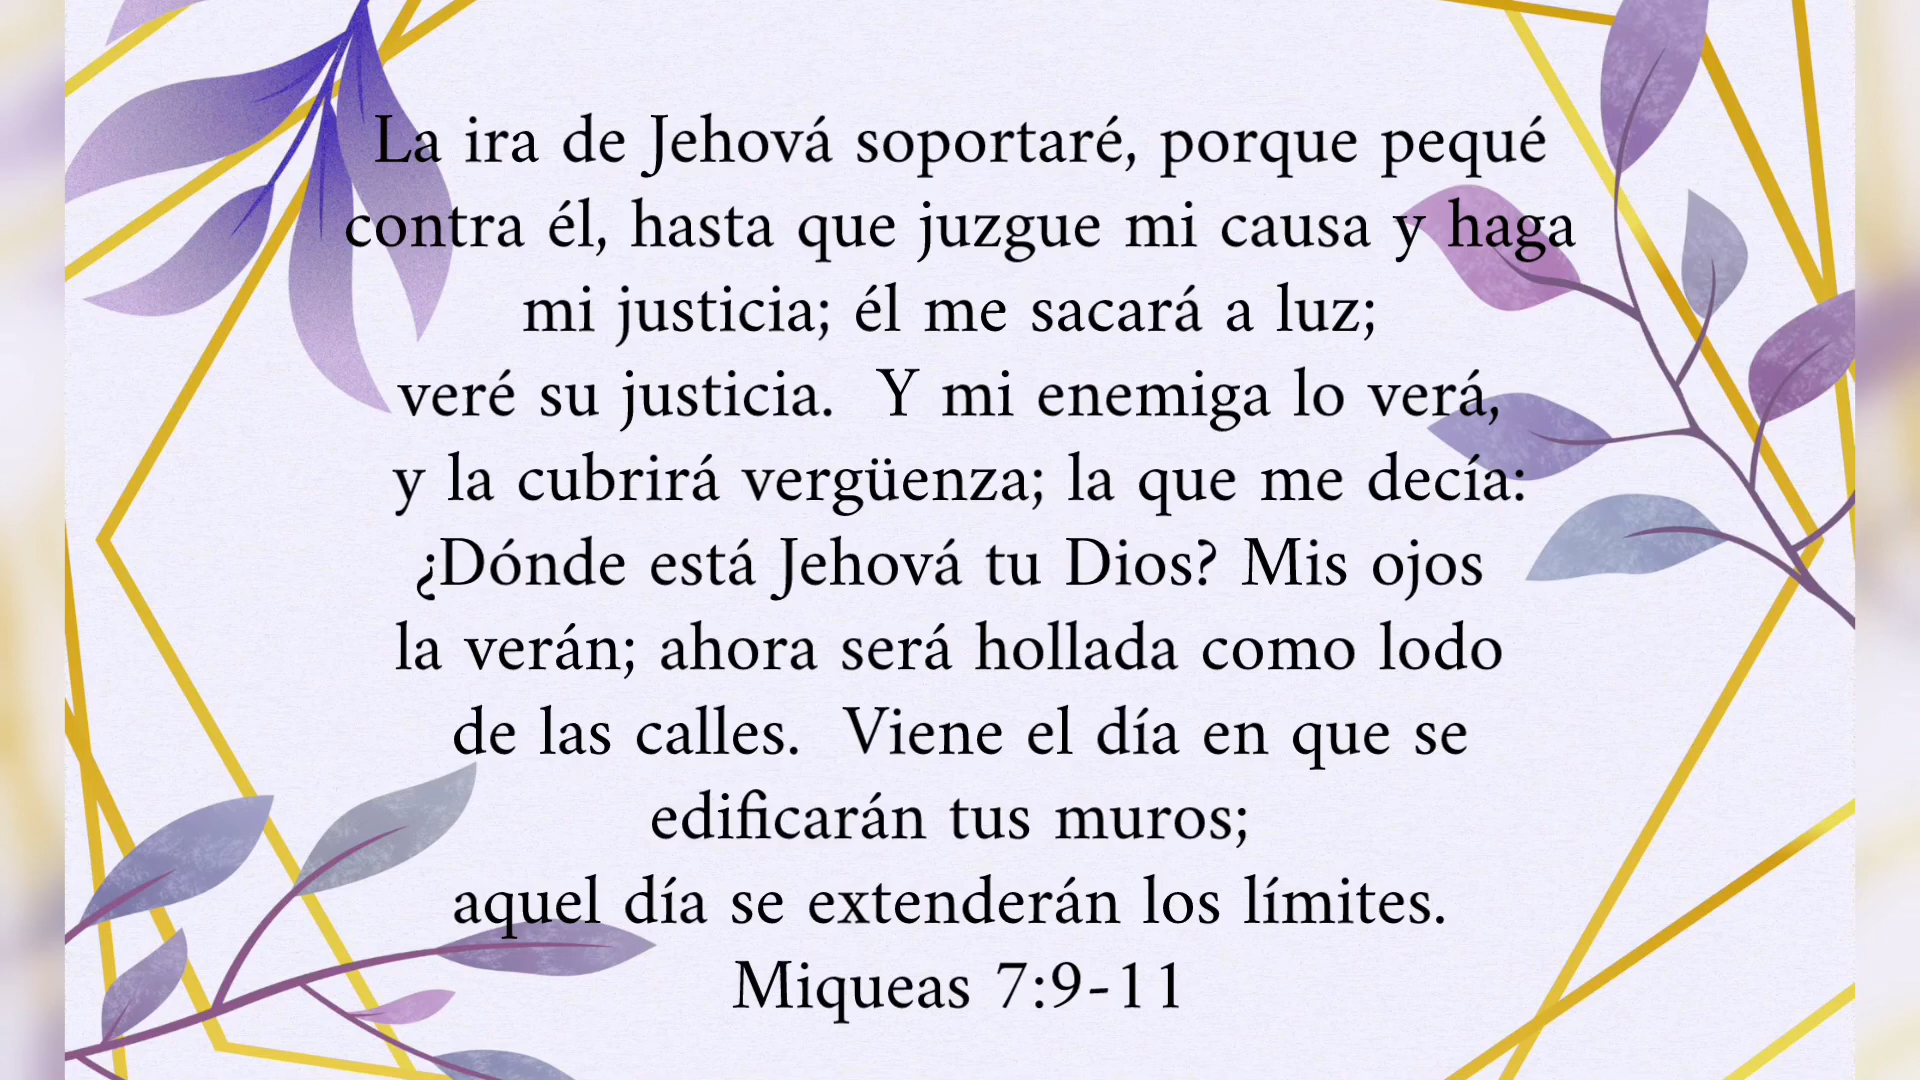 La ira de Jehová soportaré, porque pequé
contra él, hasta que juzgue mi causa y haga
mi justicia; él me sacará a luz;
veré su justicia.  Y mi enemiga lo verá,
y la cubrirá vergüenza; la que me decía:
¿Dónde está Jehová tu Dios? Mis ojos
la verán; ahora será hollada como lodo
de las calles.  Viene el día en que se
edificarán tus muros;
aquel día se extenderán los límites.
Miqueas 7:9-11